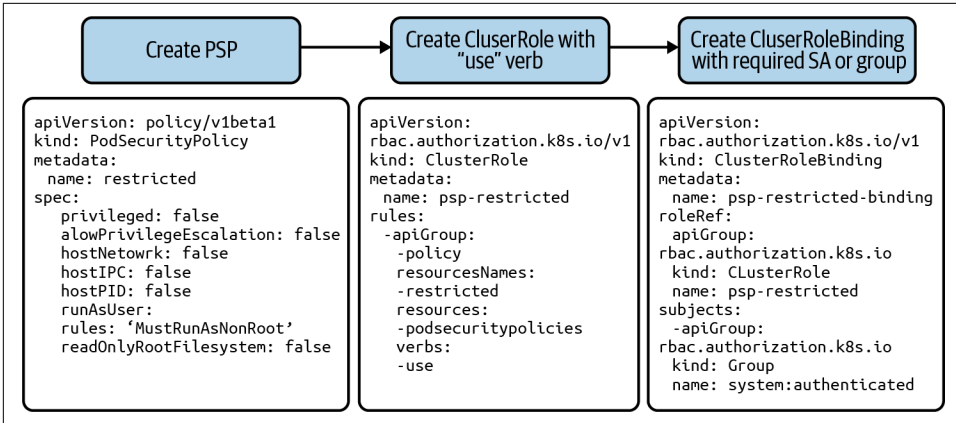 Create PSP
Create CluserRole with
“use” verb
Create CluserRoleBinding
with required SA or group
apiVersion: policy/v1beta1
kind: PodSecurityPolicy
metadata:
name: restricted
spec:
privileged: false
alowPrivilegeEscalation: false
hostNetowrk: false
hostIPC: false
hostPID: false
runAsUser:
rules: ‘MustRunAsNonRoot’
readOnlyRootFilesystem: false
apiVersion:
rbac.authorization.k8s.io/v1
kind: ClusterRole
metadata:
name: psp-restricted
rules:
-apiGroup:
-policy
resourcesNames:
-restricted
resources:
-podsecuritypolicies
verbs:
-use
apiVersion:
rbac.authorization.k8s.io/v1
kind: ClusterRoleBinding
metadata:
name: psp-restricted-binding
roleRef:
apiGroup:
rbac.authorization.k8s.io
kind: CLusterRole
name: psp-restricted
subjects:
-apiGroup:
rbac.authorization.k8s.io
kind: Group
name: system:authenticated